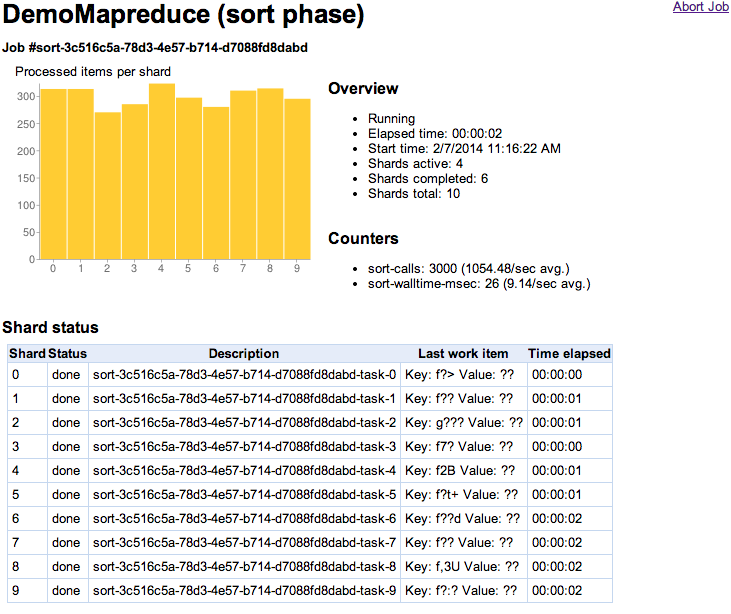 DemoMapreduce (sort phase)
Abort Job
Job #sort-3c516c5a-78d3-4e57-b714-d7088fd8dabd
Processed items per shard
300
250
200
150
100
50
0
0 1 2 3 4 5 6 7 8 9
Overview
• Running
• Elapsed time: 00:00:02
• Start time: 2/7/2014 11:16:22 AM
• Shards active: 4
• Shards completed: 6
• Shards total: 10
Counters
• sort-calls: 3000 (1054.48/sec avg.)
• sort-walltime-msec: 26 (9.14/sec avg.)
Shard status
Shard Status Description Last work item Time elapsed
0 done sort-3c516c5a-78d3-4e57-b714-d7088fd8dabd-task-0 Key: f?> Value: ?? 00:00:00
1 done sort-3c516c5a-78d3-4e57-b714-d7088fd8dabd-task-1 Key: f?? Value: ?? 00:00:01
2 done sort-3c516c5a-78d3-4e57-b714-d7088fd8dabd-task-2 Key: g??? Value: ?? 00:00:01
3 done sort-3c516c5a-78d3-4e57-b714-d7088fd8dabd-task-3 Key: f7? Value: ?? 00:00:00
4 done sort-3c516c5a-78d3-4e57-b714-d7088fd8dabd-task-4 Key: f2B Value: ?? 00:00:01
5 done sort-3c516c5a-78d3-4e57-b714-d7088fd8dabd-task-5 Key: f?t+ Value: ?? 00:00:01
6 done sort-3c516c5a-78d3-4e57-b714-d7088fd8dabd-task-6 Key: f??d Value: ?? 00:00:02
7 done sort-3c516c5a-78d3-4e57-b714-d7088fd8dabd-task-7 Key: f?? Value: ?? 00:00:02
8 done sort-3c516c5a-78d3-4e57-b714-d7088fd8dabd-task-8 Key: f,3U Value: ?? 00:00:02
9 done sort-3c516c5a-78d3-4e57-b714-d7088fd8dabd-task-9 Key: f?:? Value: ?? 00:00:02